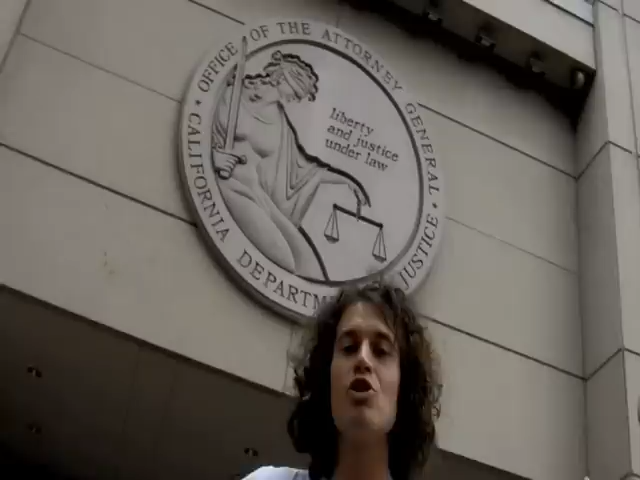 OFFICE OF THE ATTORNEY GENERAL
liberty
and justice
under law
CALIFORNIA DEPARTM JUSTICE